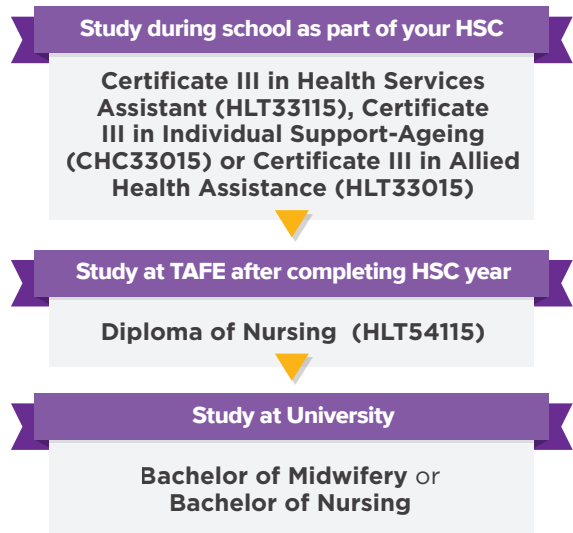 Study during school as part of your HSC
Certificate III in Health Services
Assistant (HLT33115), Certificate
III in Individual Support-Ageing
(CHC33015) or Certificate III in Allied
Health Assistance (HLT33015)
Study at TAFE after completing HSC year
Diploma of Nursing (HLT54115)
Study at University
Bachelor of Midwifery or
Bachelor of Nursing